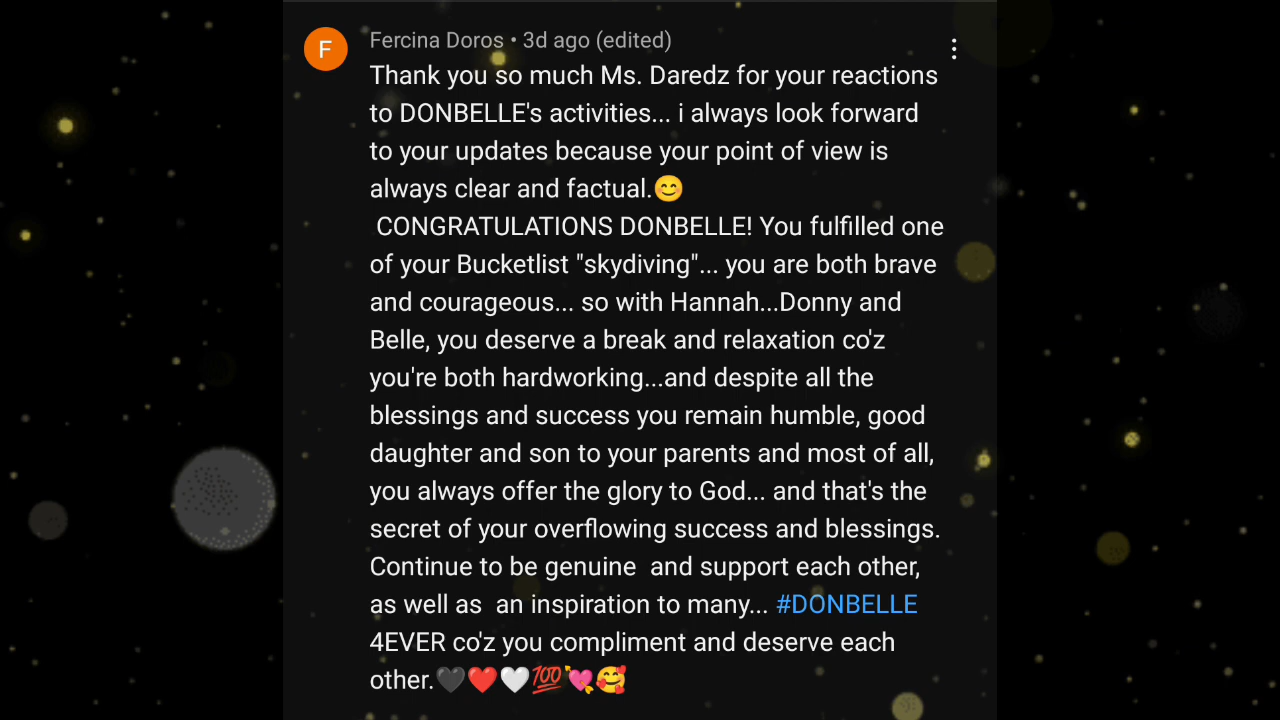 F
Fercina Doros • 3d ago (edited)
Thank you so much Ms. Daredz for your reactions
to DONBELLE's activities... i always look forward
to your updates because your point of view is
always clear and factual.😊
CONGRATULATIONS DONBELLE! You fulfilled one
of your Bucketlist "skydiving"... you are both brave
and courageous... so with Hannah...Donny and
Belle, you deserve a break and relaxation co'z
you're both hardworking...and despite all the
blessings and success you remain humble, good
daughter and son to your parents and most of all,
you always offer the glory to God... and that's the
secret of your overflowing success and blessings.
Continue to be genuine  and support each other,
as well as  an inspiration to many... #DONBELLE
4EVER co'z you compliment and deserve each
other.🖤❤️🤍💯💘🥰